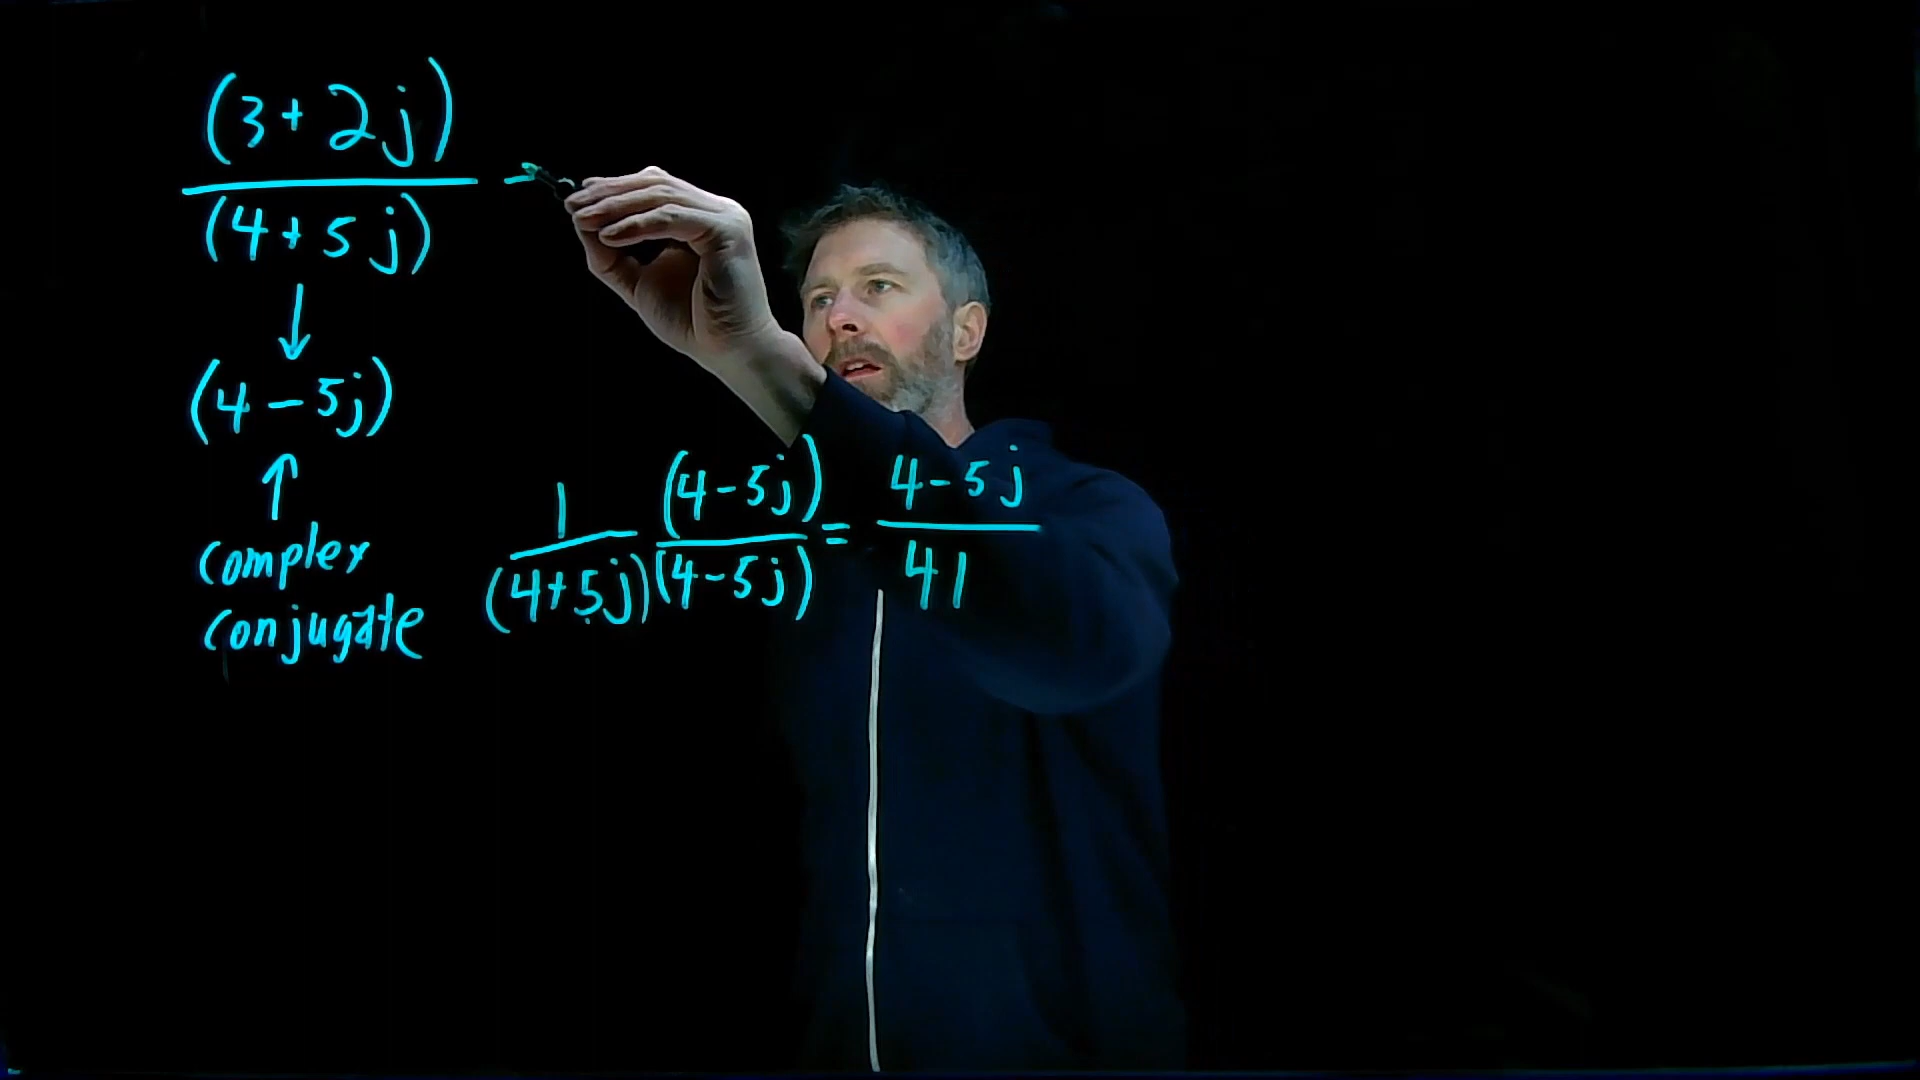 (3+2j)
(4+5j)
↓
(4-5j)
↑
complex
conjugate
1 (4-5j) = 4-5j
(4+5j)(4-5j) 41